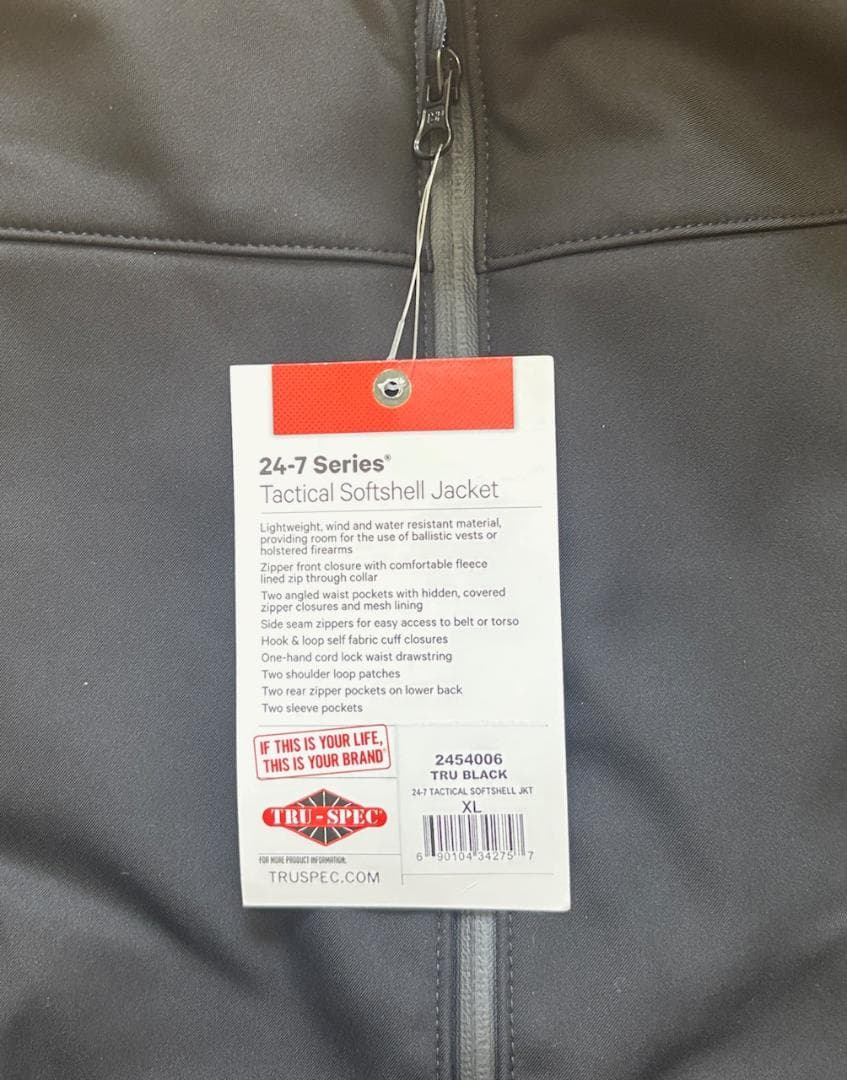 24-7 Series®
Tactical Softshell Jacket
Lightweight, wind and water resistant material,
providing room for the use of ballistic vests or
holstered firearms
Zipper front closure with comfortable fleece
lined zip through collar
Two angled waist pockets with hidden, covered
zipper closures and mesh lining
Side seam zippers for easy access to belt or torso
Hook & loop self fabric cuff closures
One-hand cord lock waist drawstring
Two shoulder loop patches
Two rear zipper pockets on lower back
Two sleeve pockets
IF THIS IS YOUR LIFE,
THIS IS YOUR BRAND®
TRU-SPEC®
FOR MORE PRODUCT INFORMATION:
TRUSPEC.COM
2454006
TRU BLACK
24-7 TACTICAL SOFTSHELL JKT
XL
6 90104 34275 7